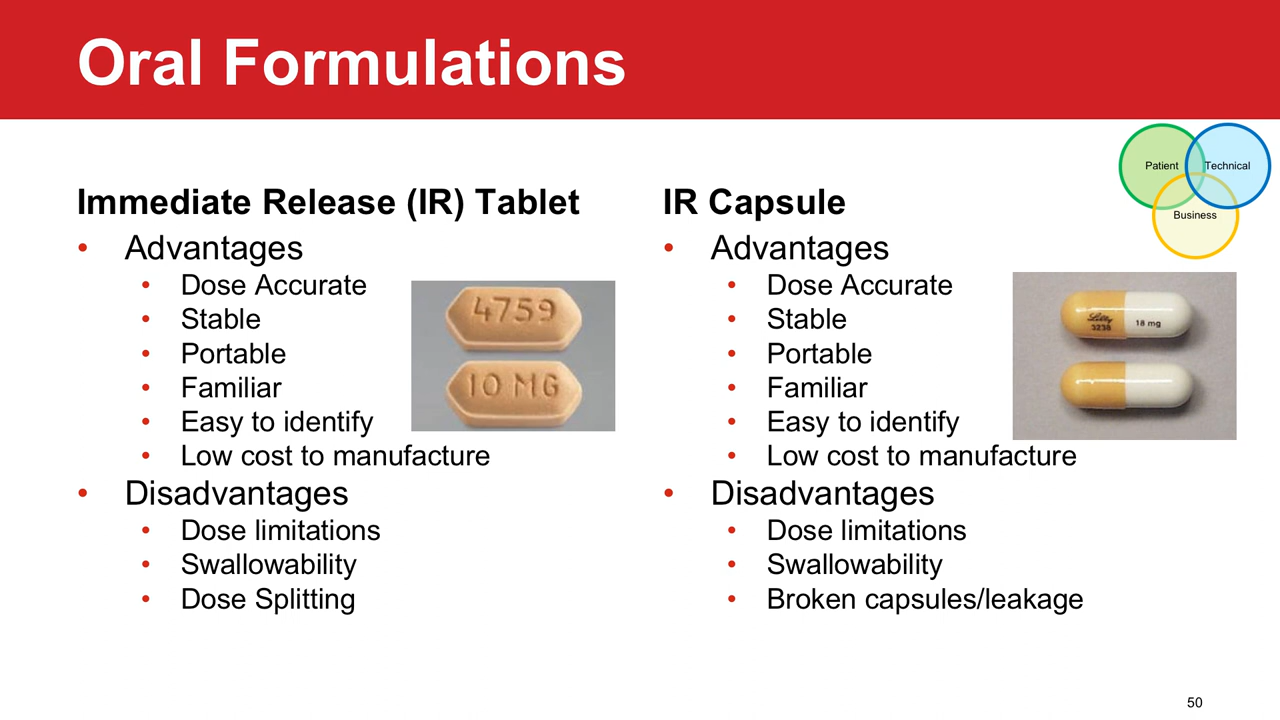 Oral Formulations
Patient
Technical
Business
Immediate Release (IR) Tablet
• Advantages
• Dose Accurate
• Stable
• Portable
• Familiar
• Easy to identify
• Low cost to manufacture
• Disadvantages
• Dose limitations
• Swallowability
• Dose Splitting
4759
10 MG
IR Capsule
• Advantages
• Dose Accurate
• Stable
• Portable
• Familiar
• Easy to identify
• Low cost to manufacture
• Disadvantages
• Dose limitations
• Swallowability
• Broken capsules/leakage
Lilly
3238
18 mg
50